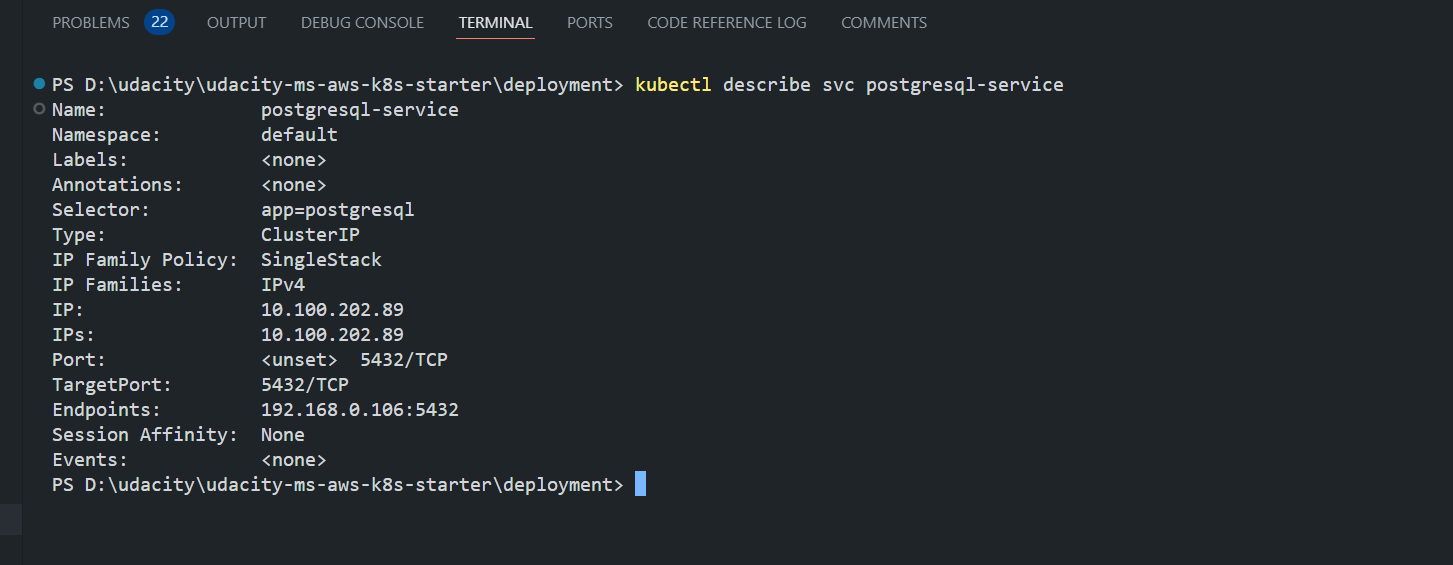 PROBLEMS 22 OUTPUT DEBUG CONSOLE TERMINAL PORTS CODE REFERENCE LOG COMMENTS
PS D:\udacity\udacity-ms-aws-k8s-starter\deployment> kubectl describe svc postgresql-service
Name:              postgresql-service
Namespace:         default
Labels:            <none>
Annotations:       <none>
Selector:          app=postgresql
Type:              ClusterIP
IP Family Policy:  SingleStack
IP Families:       IPv4
IP:                10.100.202.89
IPs:               10.100.202.89
Port:              <unset>  5432/TCP
TargetPort:        5432/TCP
Endpoints:         192.168.0.106:5432
Session Affinity:  None
Events:            <none>
PS D:\udacity\udacity-ms-aws-k8s-starter\deployment>